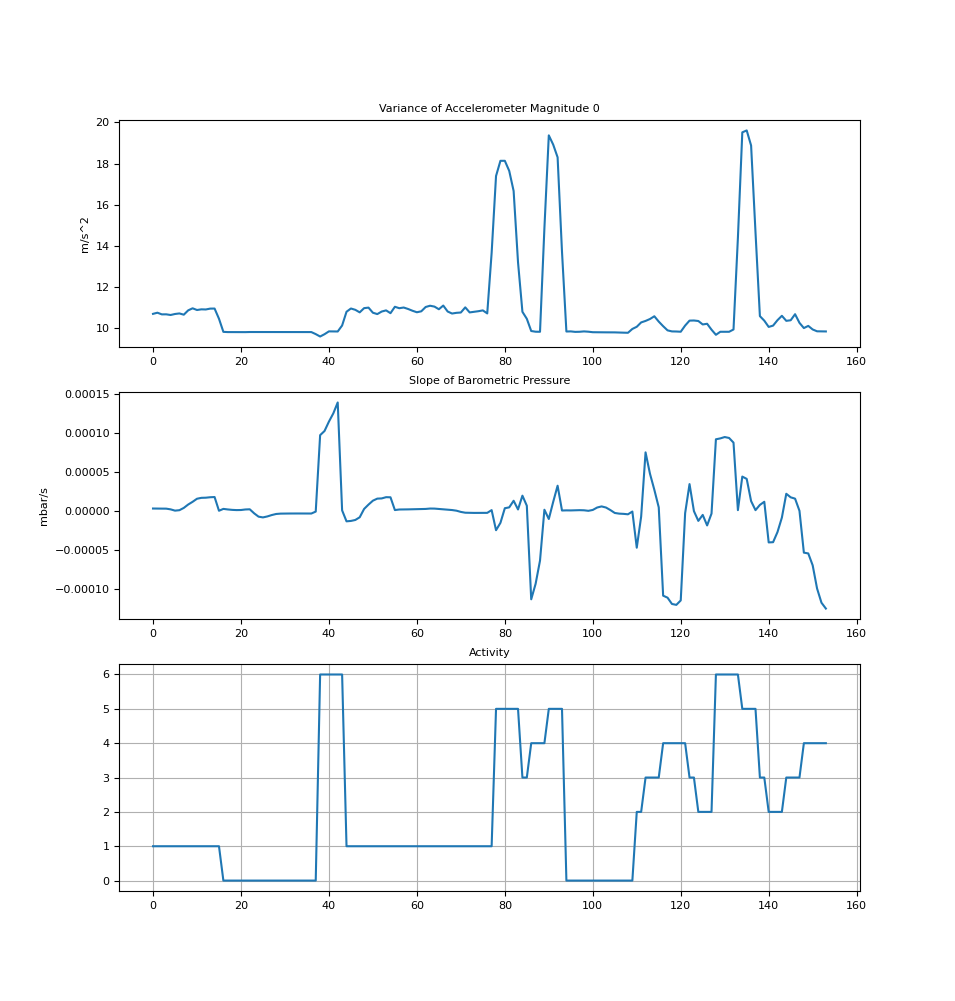 Variance of Accelerometer Magnitude 0
20
18
16
14
12
10
m/s^2
0 20 40 60 80 100 120 140 160
Slope of Barometric Pressure
0.00015
0.00010
0.00005
0.00000
−0.00005
−0.00010
mbar/s
0 20 40 60 80 100 120 140 160
Activity
6
5
4
3
2
1
0
0 20 40 60 80 100 120 140 160